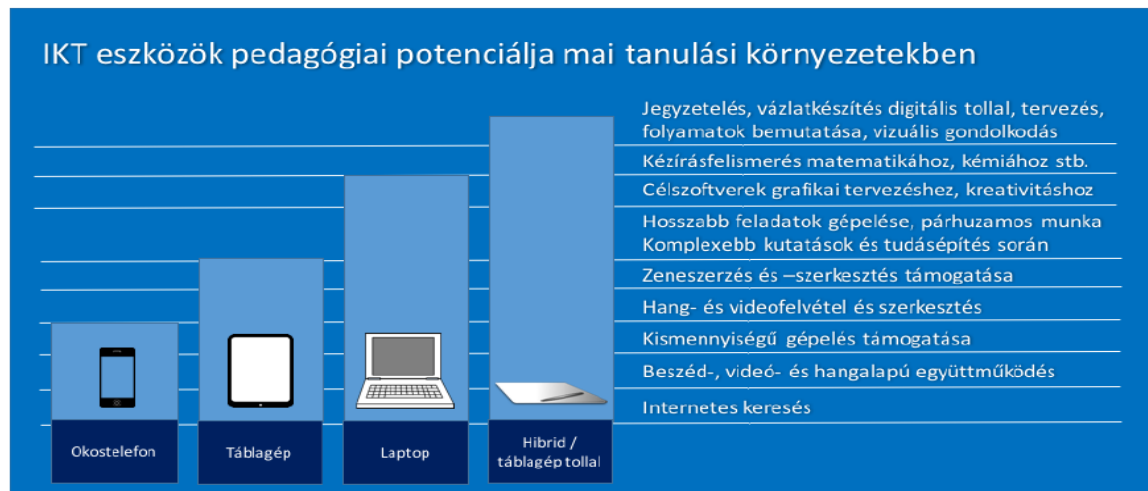 IKT eszközök pedagógiai potenciálja mai tanulási környezetekben
Jegyzetelés, vázlatkészítés digitális tollal, tervezés,
folyamatok bemutatása, vizuális gondolkodás
Kézírásfelismerés matematikához, kémiához stb.
Célszoftverek grafikai tervezéshez, kreativitáshoz
Hosszabb feladatok gépelése, párhuzamos munka
Komplexebb kutatások és tudásépítés során
Zeneszerzés és –szerkesztés támogatása
Hang- és videofelvétel és szerkesztés
Kismennyiségű gépelés támogatása
Beszéd-, videó- és hangalapú együttműködés
Internetes keresés
Okostelefon
Táblagép
Laptop
Hibrid /
táblagép tollal